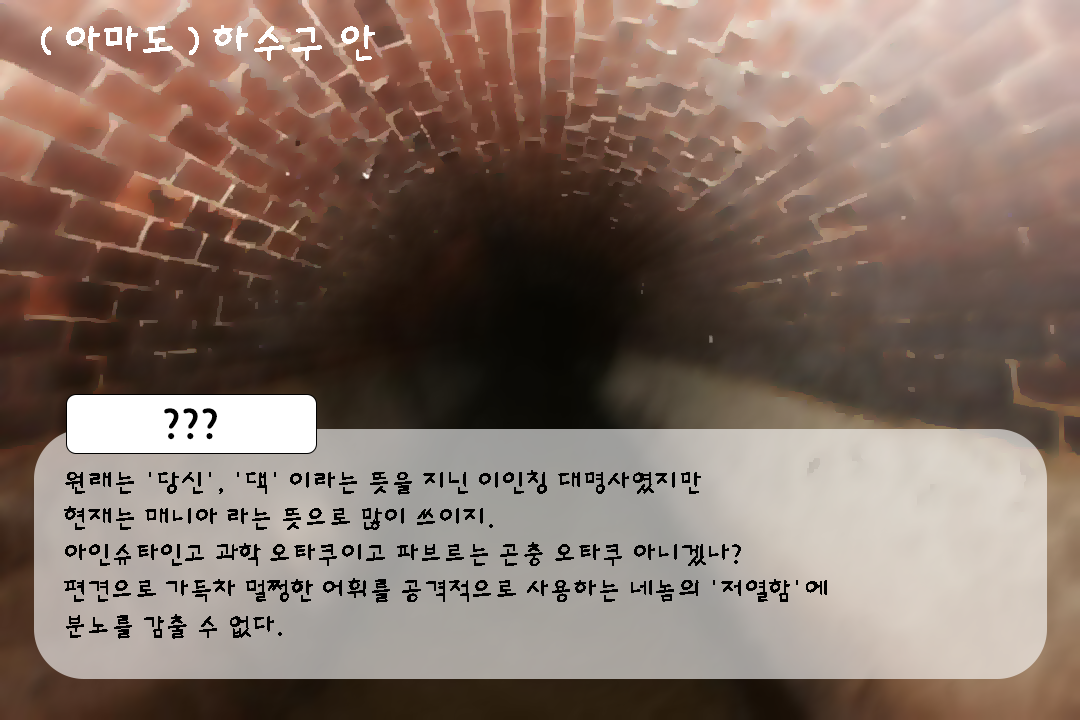 ( 아마도 ) 하수구 안
???
원래는 '당신', '댁' 이라는 뜻을 지닌 이인칭 대명사였지만
현재는 매니아 라는 뜻으로 많이 쓰이지.
아인슈타인고 과학 오타쿠이고 파브르는 곤충 오타쿠 아니겠나?
편견으로 가득차 멀쩡한 어휘를 공격적으로 사용하는 네놈의 '저열함'에
분노를 감출 수 없다.